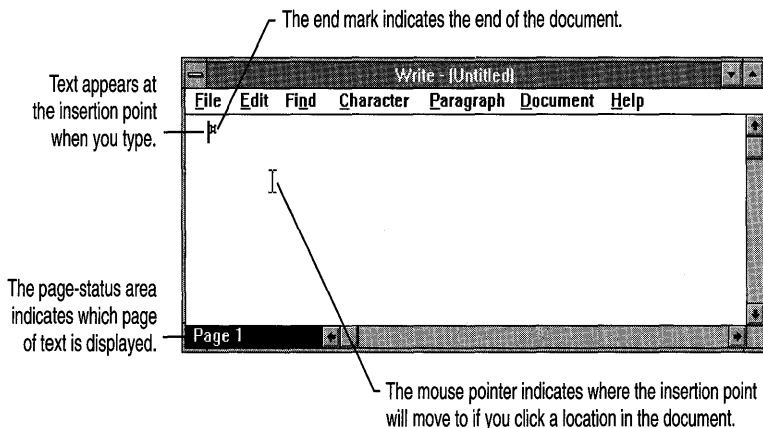 The end mark indicates the end of the document.
Text appears at
the insertion point
when you type.
Write - (Untitled)
File Edit Find Character Paragraph Document Help
The page-status area
indicates which page
of text is displayed.
Page 1
The mouse pointer indicates where the insertion point
will move to if you click a location in the document.